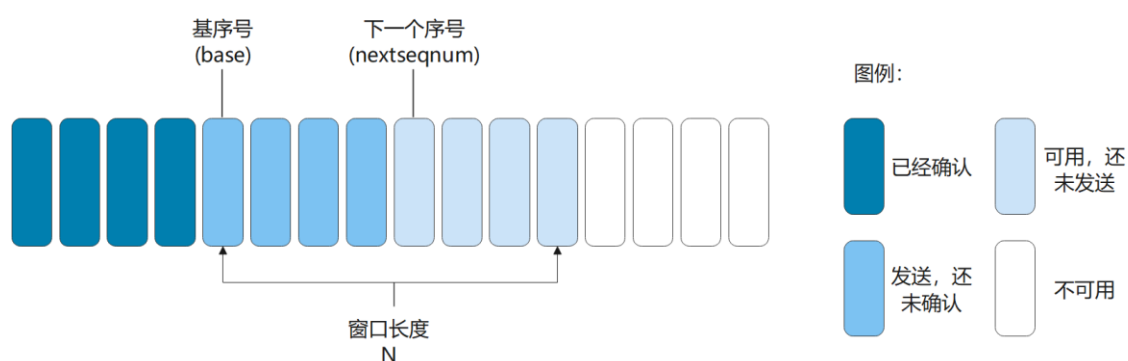 基序号
(base)
下一个序号
(nextseqnum)
图例：
已经确认
可用，还
未发送
发送，还
未确认
不可用
窗口长度
N